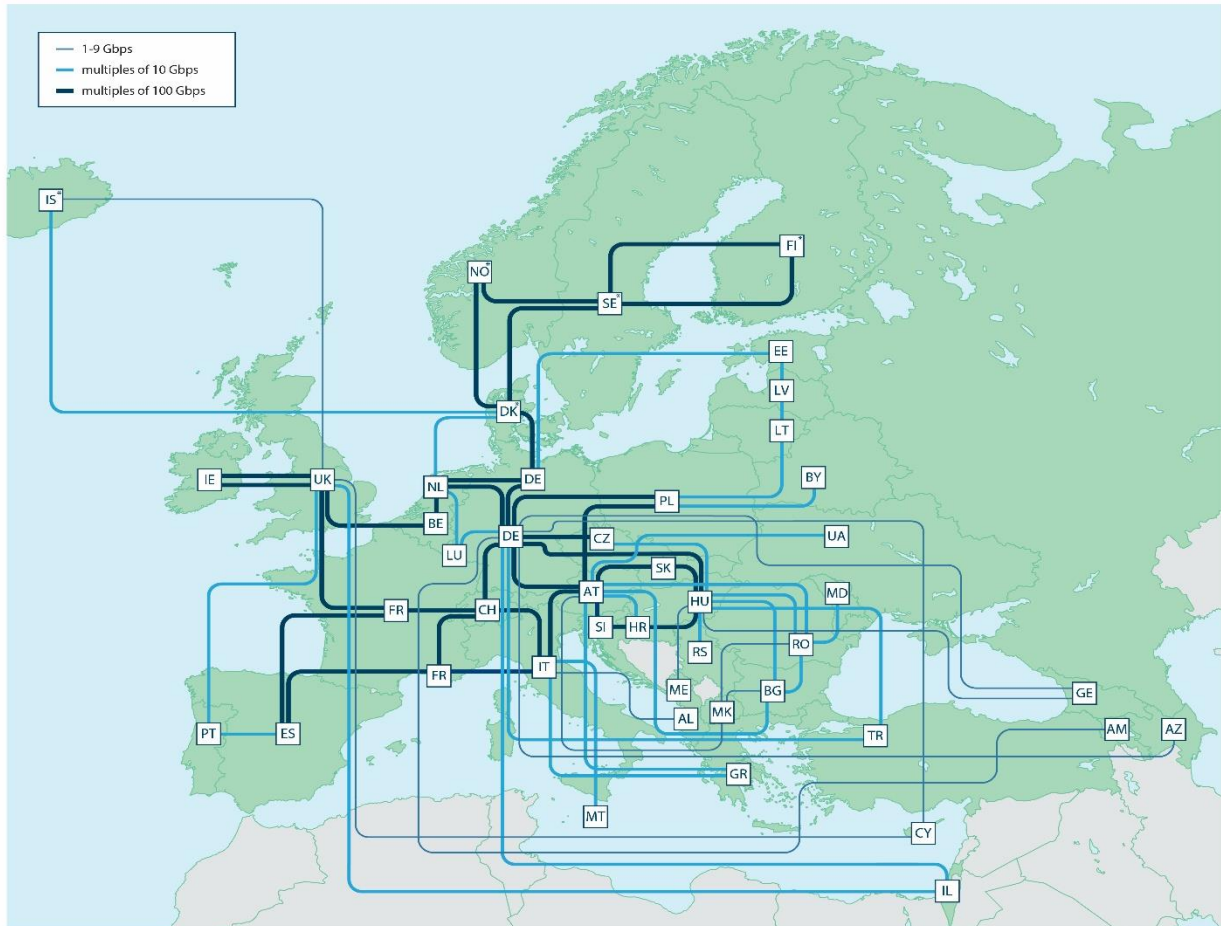 1-9 Gbps
multiples of 10 Gbps
multiples of 100 Gbps
IS*
FI*
NO*
SE*
EE
LV
DK*
LT
IE
UK
NL
DE
BY
PL
BE
LU
DE
CZ
UA
SK
AT
HU
MD
FR
CH
SI
HR
RO
RS
IT
FR
ME
BG
GE
AL
MK
PT
ES
TR
AM
AZ
GR
MT
CY
IL